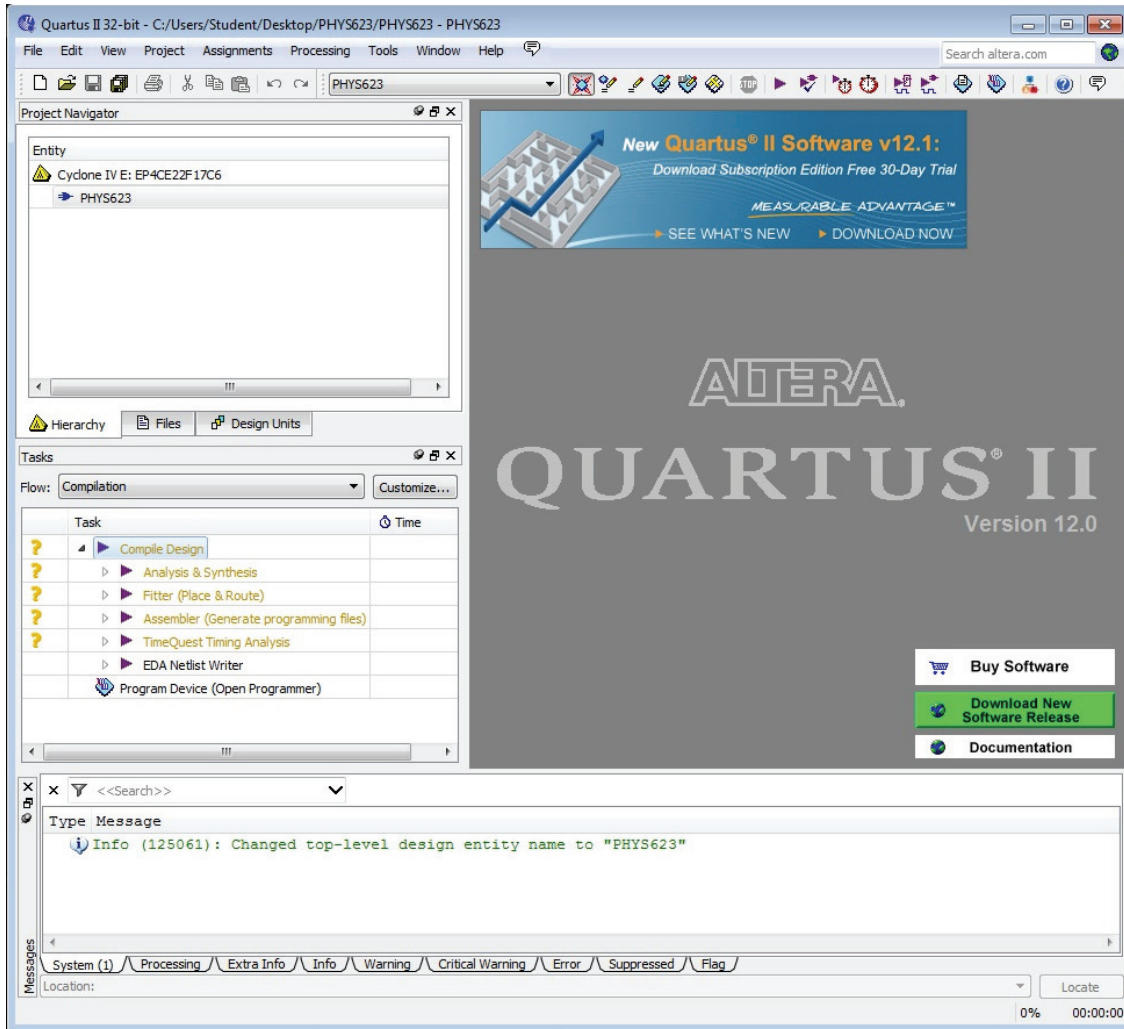 Quartus II 32-bit - C:/Users/Student/Desktop/PHYS623/PHYS623 - PHYS623
File Edit View Project Assignments Processing Tools Window Help
Search altera.com
PHYS623
STOP
Project Navigator
Entity
Cyclone IV E: EP4CE22F17C6
PHYS623
Hierarchy Files Design Units
Tasks
Flow: Compilation Customize...
Task Time
Compile Design
Analysis & Synthesis
Fitter (Place & Route)
Assembler (Generate programming files)
TimeQuest Timing Analysis
EDA Netlist Writer
Program Device (Open Programmer)
New Quartus® II Software v12.1:
Download Subscription Edition Free 30-Day Trial
MEASURABLE ADVANTAGE™
SEE WHAT'S NEW DOWNLOAD NOW
ALTERA.
QUARTUS® II
Version 12.0
Buy Software
Download New
Software Release
Documentation
<<Search>>
Type Message
Info (125061): Changed top-level design entity name to "PHYS623"
Messages
System (1) Processing Extra Info Info Warning Critical Warning Error Suppressed Flag
Location: Locate
0% 00:00:00